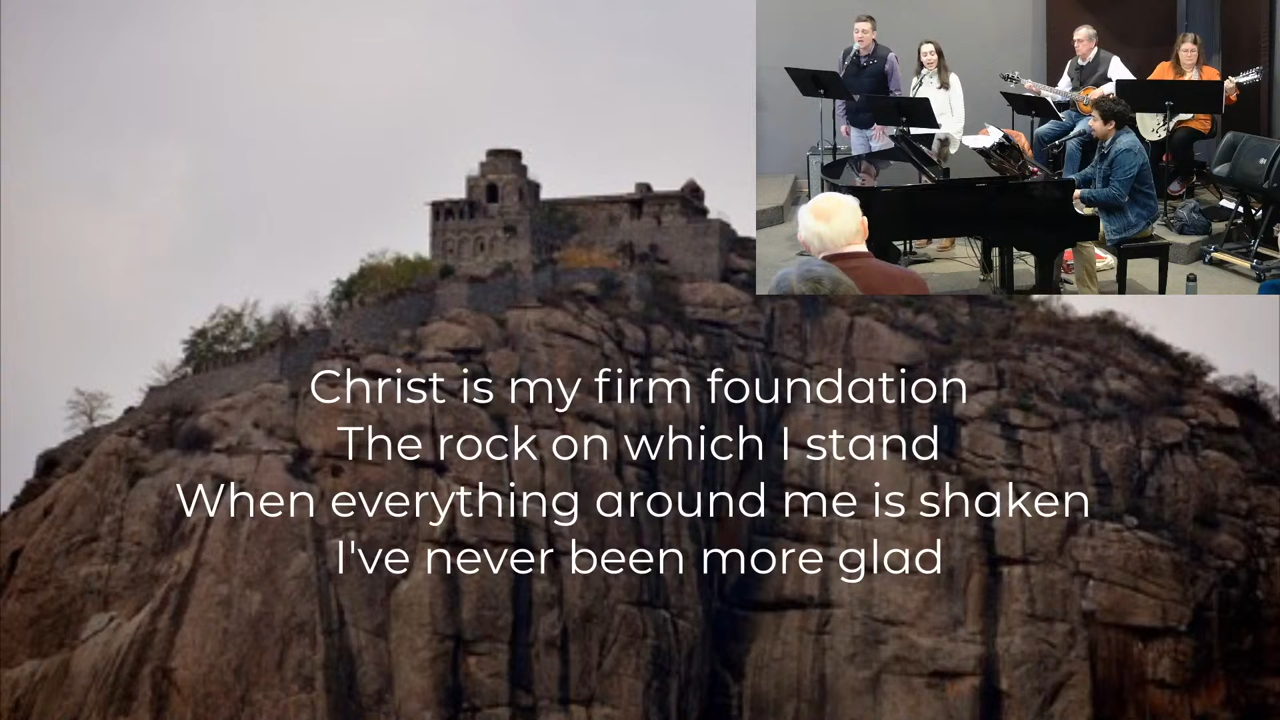 Christ is my firm foundation
The rock on which I stand
When everything around me is shaken
I've never been more glad